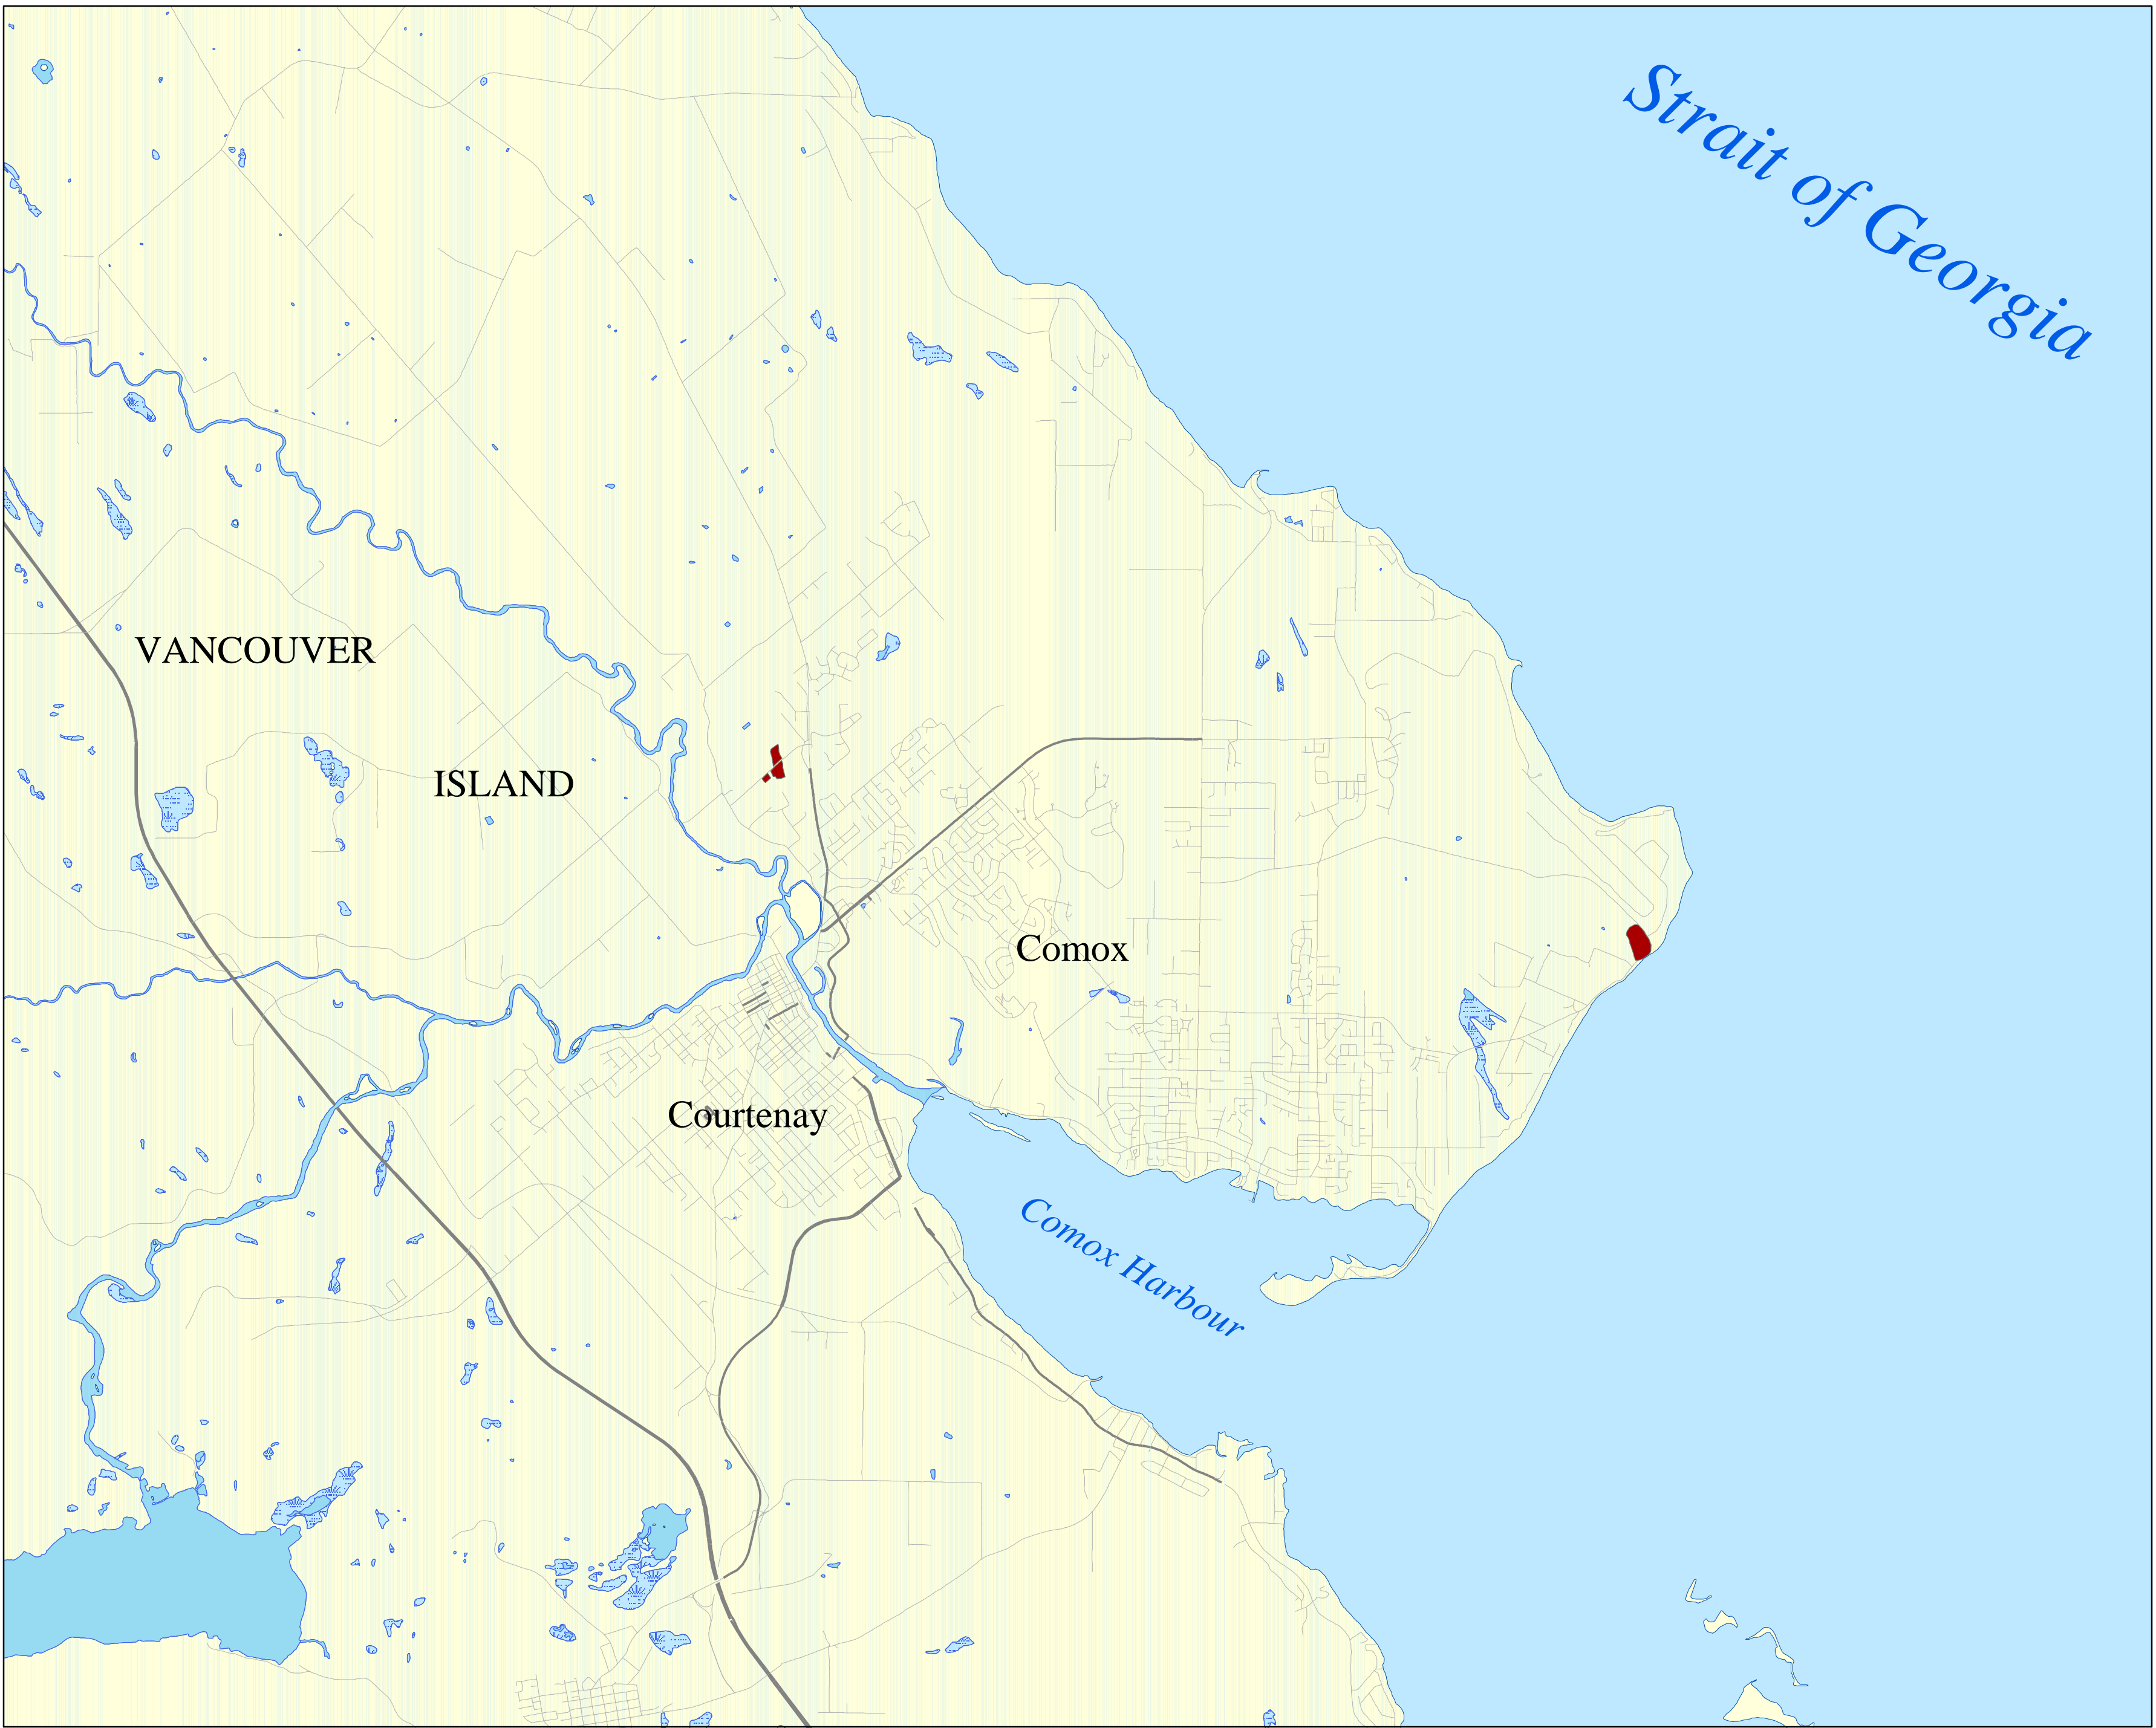 Strait of Georgia
VANCOUVER
ISLAND
Comox
Courtenay
Comox Harbour